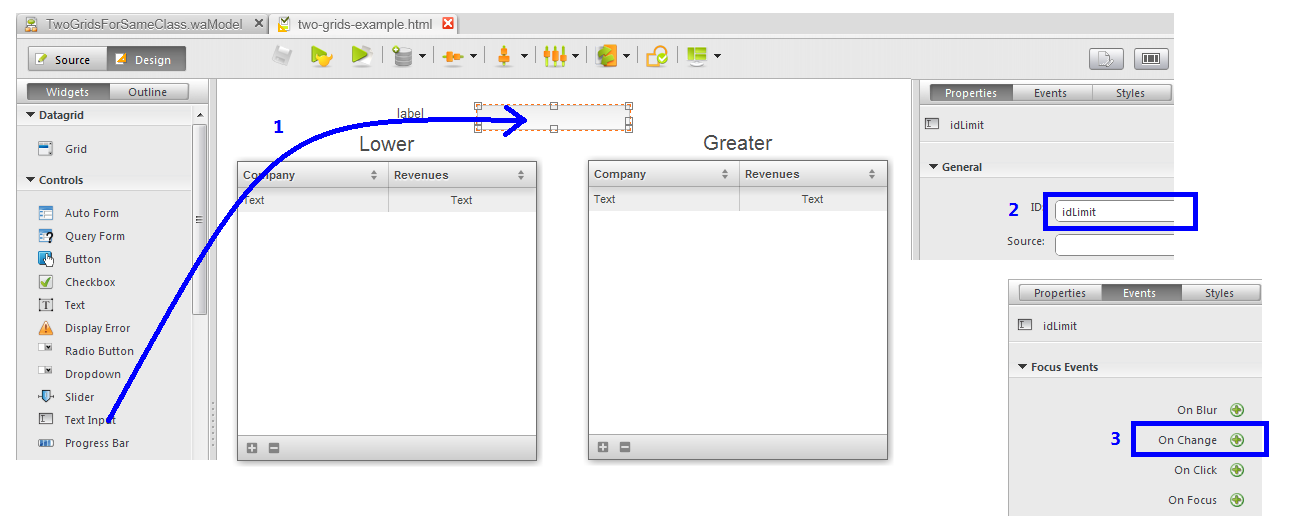 TwoGridsForSameClass.waModel
two-grids-example.html
Source
Design
Widgets
Outline
Datagrid
Grid
Controls
Auto Form
Query Form
Button
Checkbox
Text
Display Error
Radio Button
Dropdown
Slider
Text Input
Progress Bar
1
label
Lower
Company
Revenues
Text
Text
Greater
Company
Revenues
Text
Text
Properties
Events
Styles
idLimit
General
2
ID:
idLimit
Source:
Properties
Events
Styles
idLimit
Focus Events
On Blur
3
On Change
On Click
On Focus